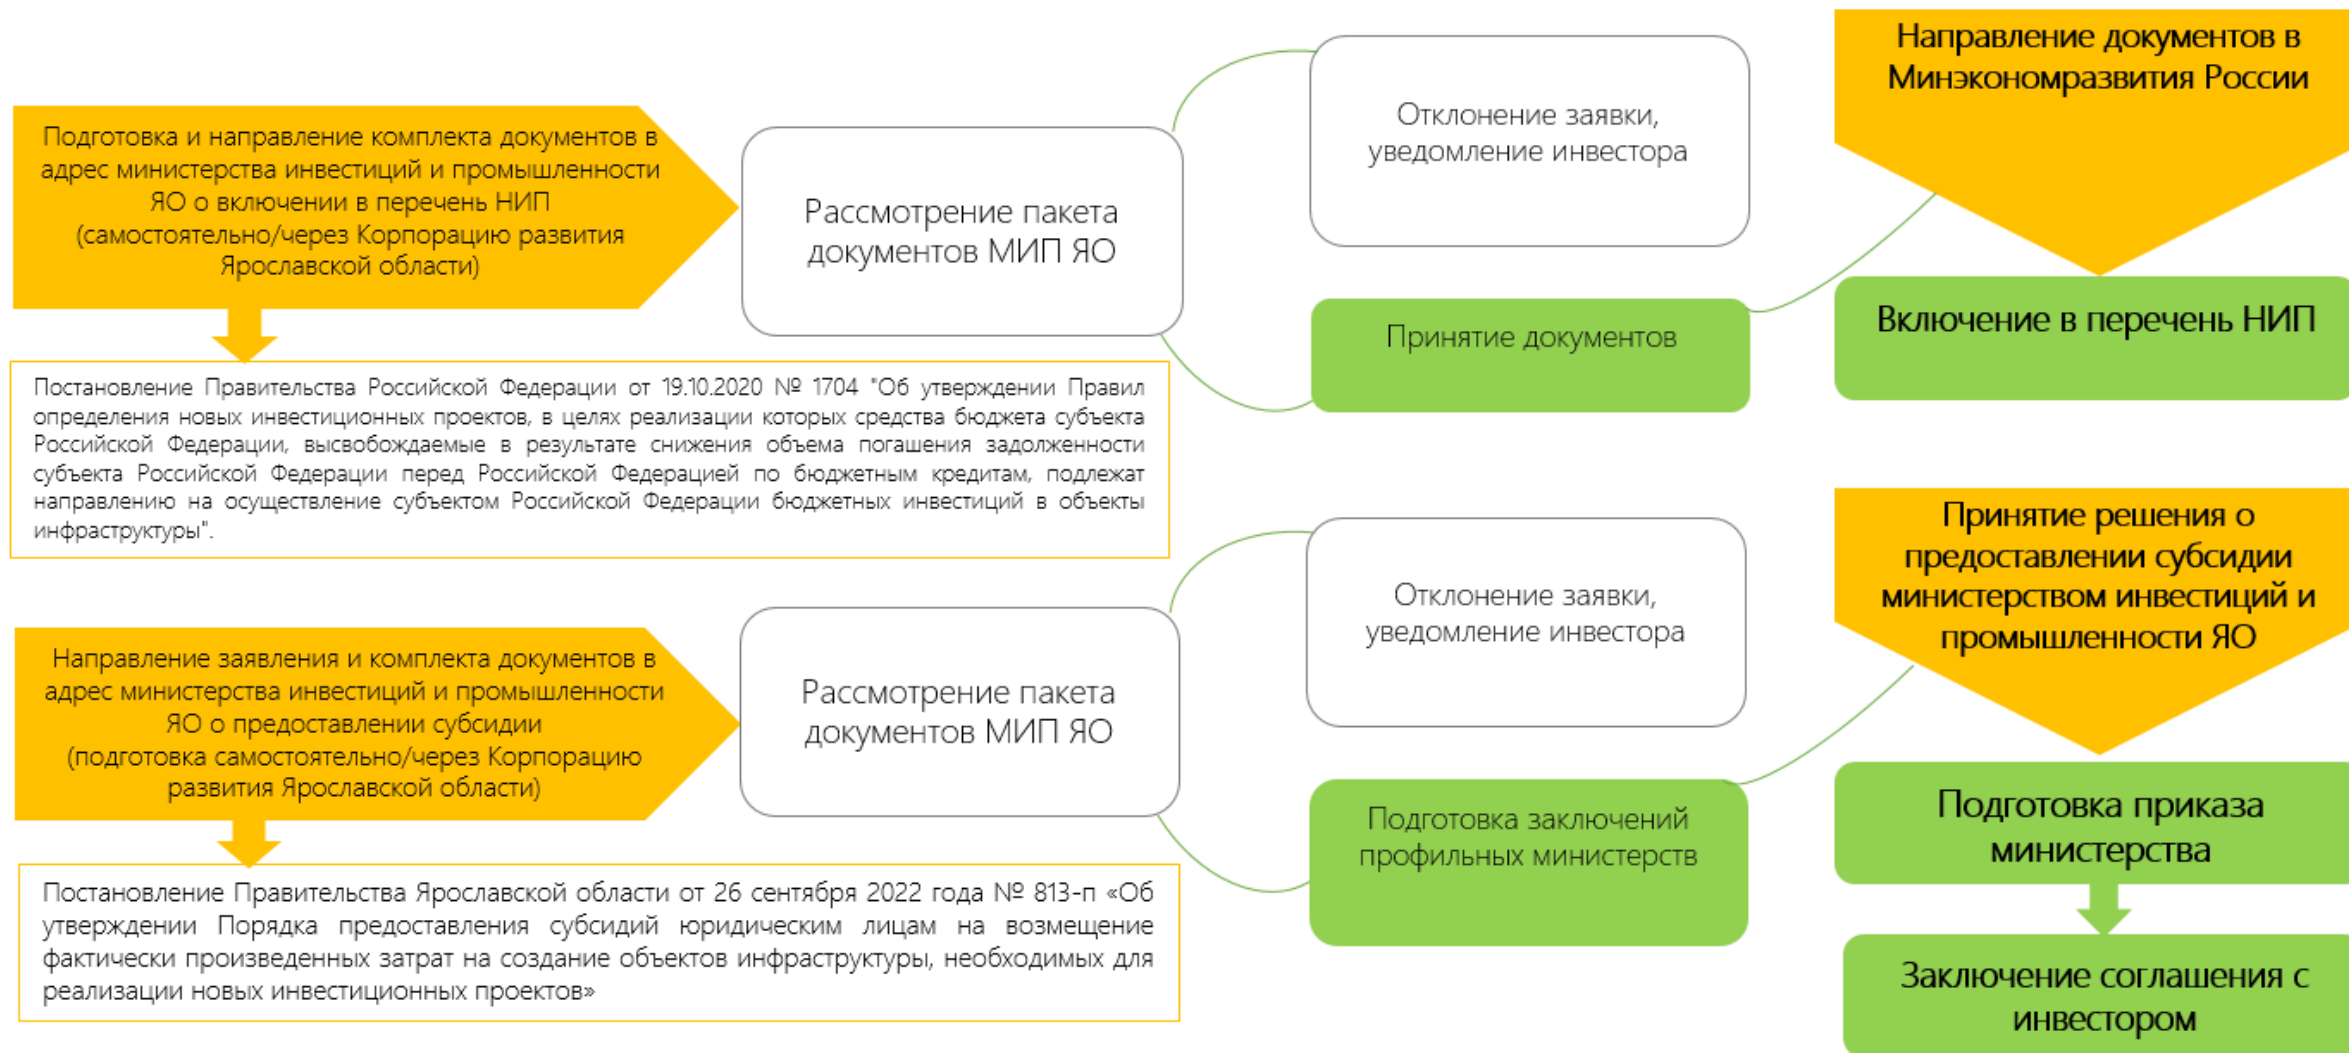 Подготовка и направление комплекта документов в
адрес министерства инвестиций и промышленности
ЯО о включении в перечень НИП
(самостоятельно/через Корпорацию развития
Ярославской области)
Рассмотрение пакета
документов МИП ЯО
Отклонение заявки,
уведомление инвестора
Принятие документов
Направление документов в
Минэкономразвития России
Включение в перечень НИП
Постановление Правительства Российской Федерации от 19.10.2020 № 1704 "Об утверждении Правил
определения новых инвестиционных проектов, в целях реализации которых средства бюджета субъекта
Российской Федерации, высвобождаемые в результате снижения объема погашения задолженности
субъекта Российской Федерации перед Российской Федерацией по бюджетным кредитам, подлежат
направлению на осуществление субъектом Российской Федерации бюджетных инвестиций в объекты
инфраструктуры".
Направление заявления и комплекта документов в
адрес министерства инвестиций и промышленности
ЯО о предоставлении субсидии
(подготовка самостоятельно/через Корпорацию
развития Ярославской области)
Рассмотрение пакета
документов МИП ЯО
Отклонение заявки,
уведомление инвестора
Подготовка заключений
профильных министерств
Принятие решения о
предоставлении субсидии
министерством инвестиций и
промышленности ЯО
Подготовка приказа
министерства
Заключение соглашения с
инвестором
Постановление Правительства Ярославской области от 26 сентября 2022 года № 813-п «Об
утверждении Порядка предоставления субсидий юридическим лицам на возмещение
фактически произведенных затрат на создание объектов инфраструктуры, необходимых для
реализации новых инвестиционных проектов»